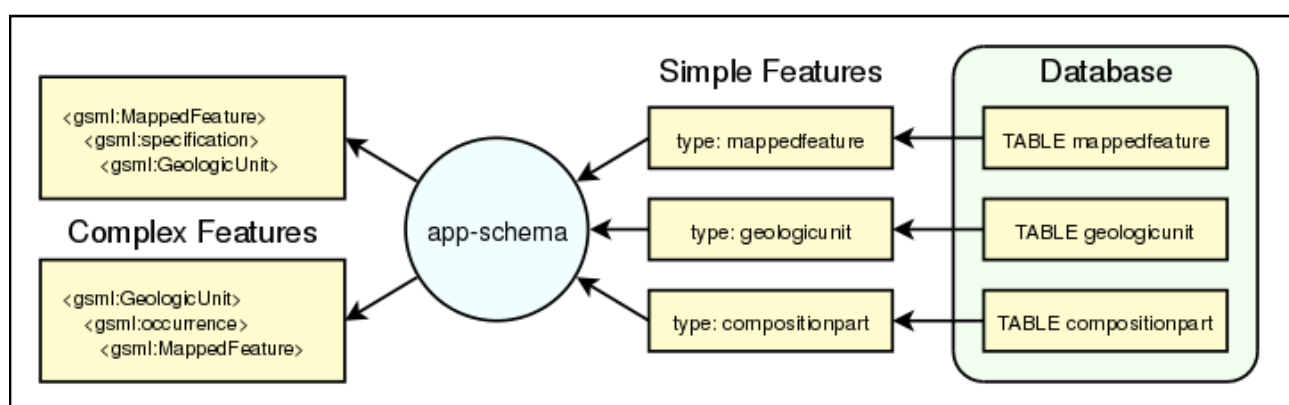 <gsml:MappedFeature>
<gsml:specification>
<gsml:GeologicUnit>
Complex Features
<gsml:GeologicUnit>
<gsml:occurrence>
<gsml:MappedFeature>
app-schema
Simple Features
type: mappedfeature
type: geologicunit
type: compositionpart
Database
TABLE mappedfeature
TABLE geologicunit
TABLE compositionpart